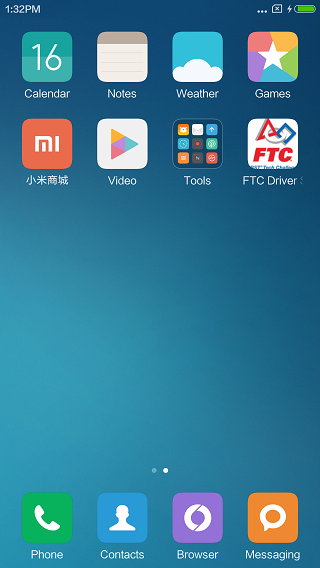 1:32PM
16
Calendar
Notes
Weather
Games
mi
FTC
小米商城
Video
Tools
FTC Driver
Phone
Contacts
Browser
Messaging